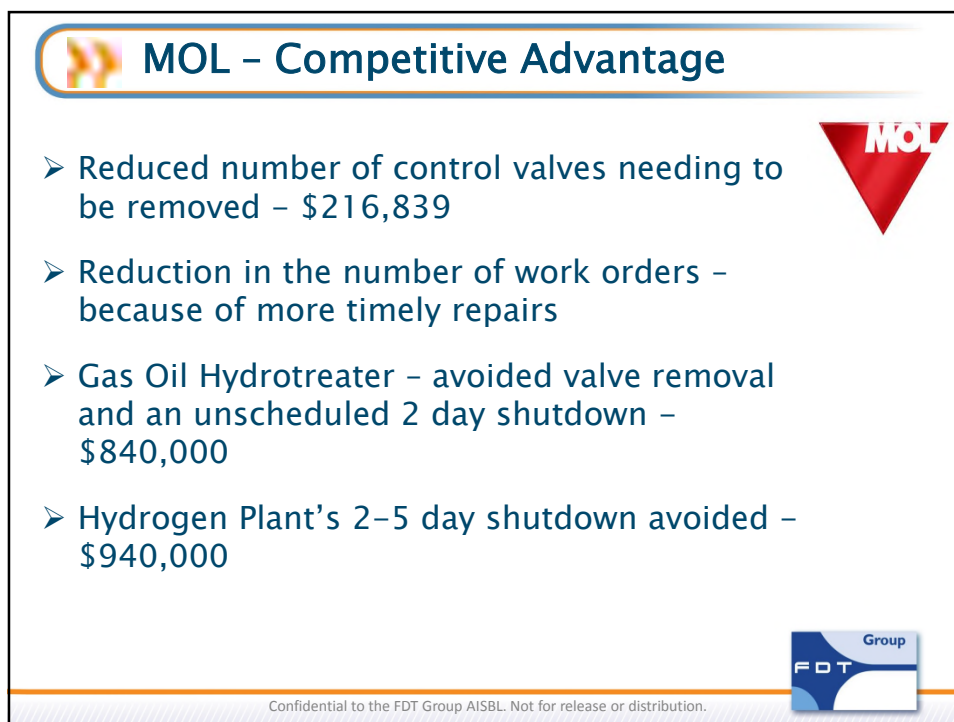 MOL – Competitive Advantage
MOL
➢ Reduced number of control valves needing to
be removed – $216,839
➢ Reduction in the number of work orders –
because of more timely repairs
➢ Gas Oil Hydrotreater – avoided valve removal
and an unscheduled 2 day shutdown –
$840,000
➢ Hydrogen Plant’s 2-5 day shutdown avoided –
$940,000
Group
FDT
Confidential to the FDT Group AISBL. Not for release or distribution.